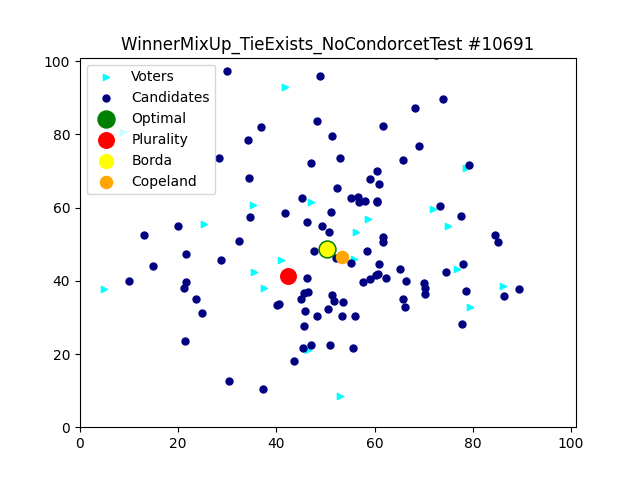 WinnerMixUp_TieExists_NoCondorcetTest #10691
Voters
Candidates
Optimal
Plurality
Borda
Copeland
100
80
60
40
20
0
0 20 40 60 80 100